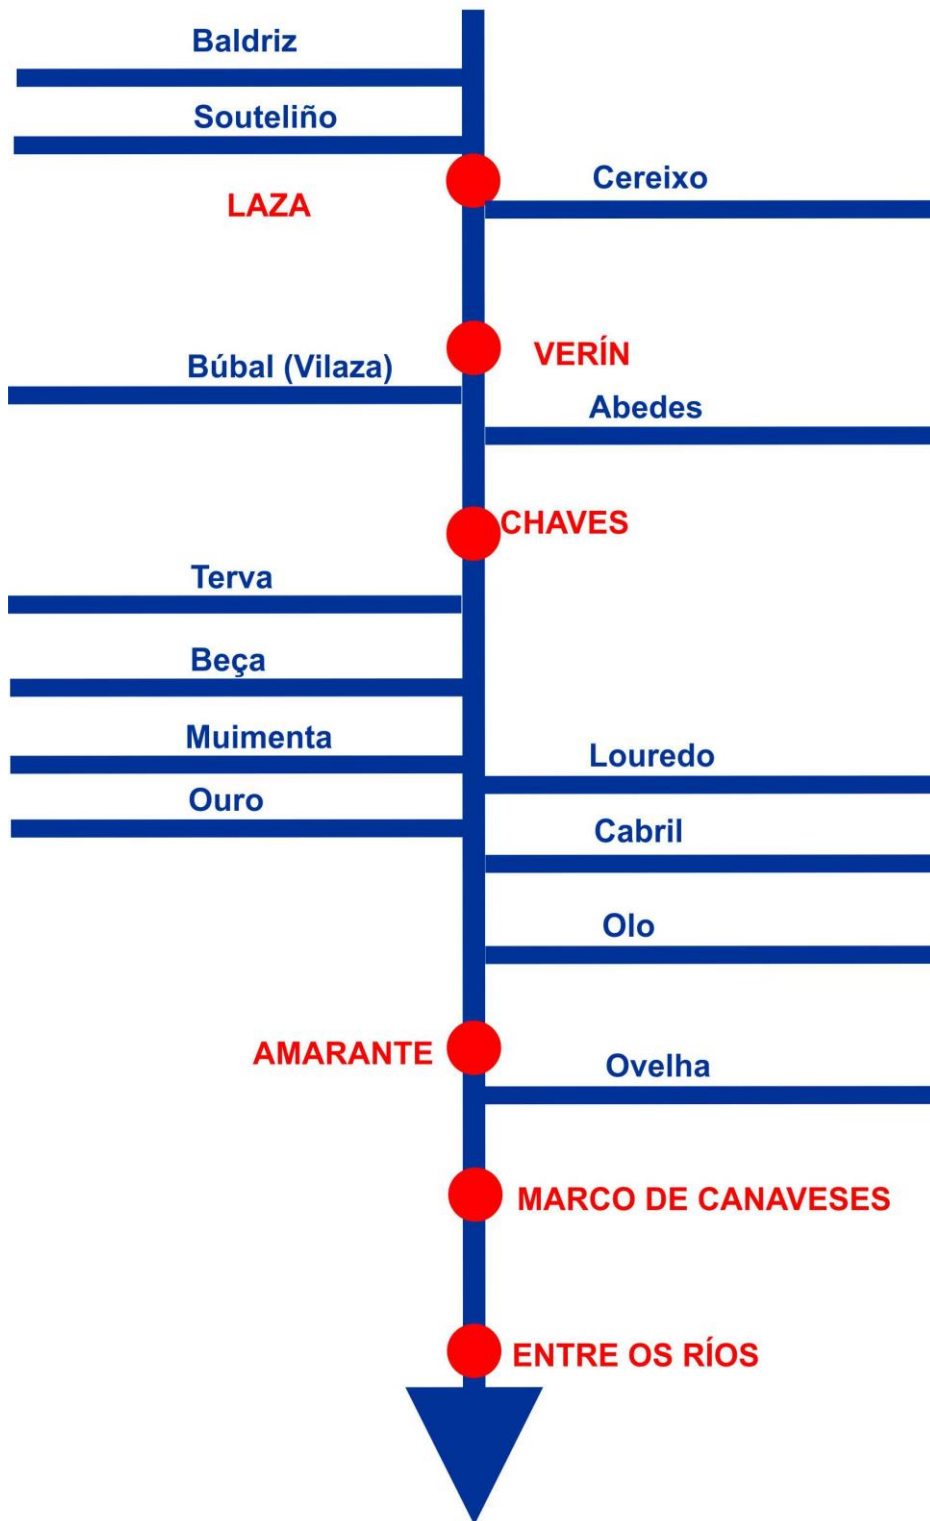 Baldriz
Souteliño
Cereixo
LAZA
VERÍN
Búbal (Vilaza)
Abedes
CHAVES
Terva
Beça
Muimenta
Louredo
Ouro
Cabril
Olo
AMARANTE
Ovelha
MARCO DE CANAVESES
ENTRE OS RÍOS